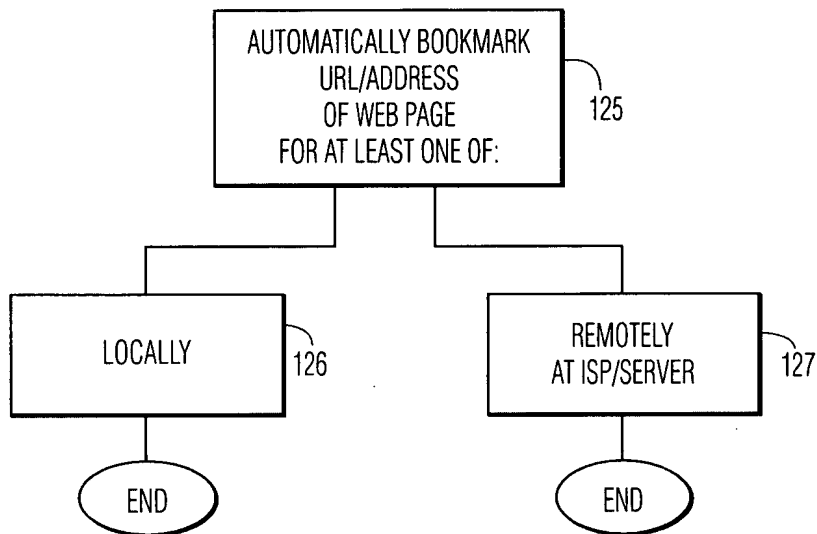 AUTOMATICALLY BOOKMARK
URL/ADDRESS
OF WEB PAGE
FOR AT LEAST ONE OF:
125
LOCALLY
126
REMOTELY
AT ISP/SERVER
127
END
END